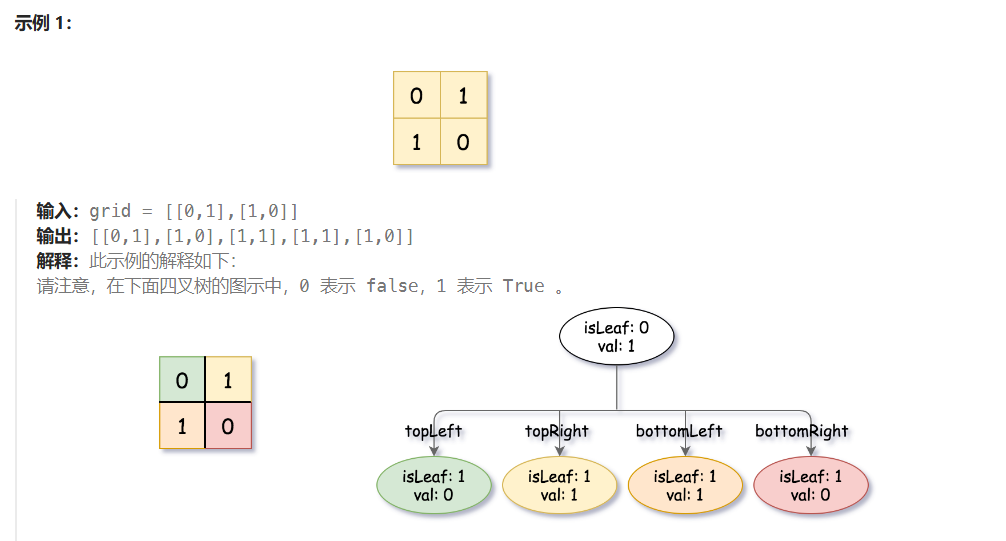 示例 1：
0 1
1 0
输入：grid = [[0,1],[1,0]]
输出：[[0,1],[1,0],[1,1],[1,1],[1,0]]
解释：此示例的解释如下：
请注意，在下面四叉树的图示中，0 表示 false，1 表示 True 。
0 1
1 0
isLeaf: 0
val: 1
topLeft topRight bottomLeft bottomRight
isLeaf: 1 isLeaf: 1 isLeaf: 1 isLeaf: 1
val: 0 val: 1 val: 1 val: 0